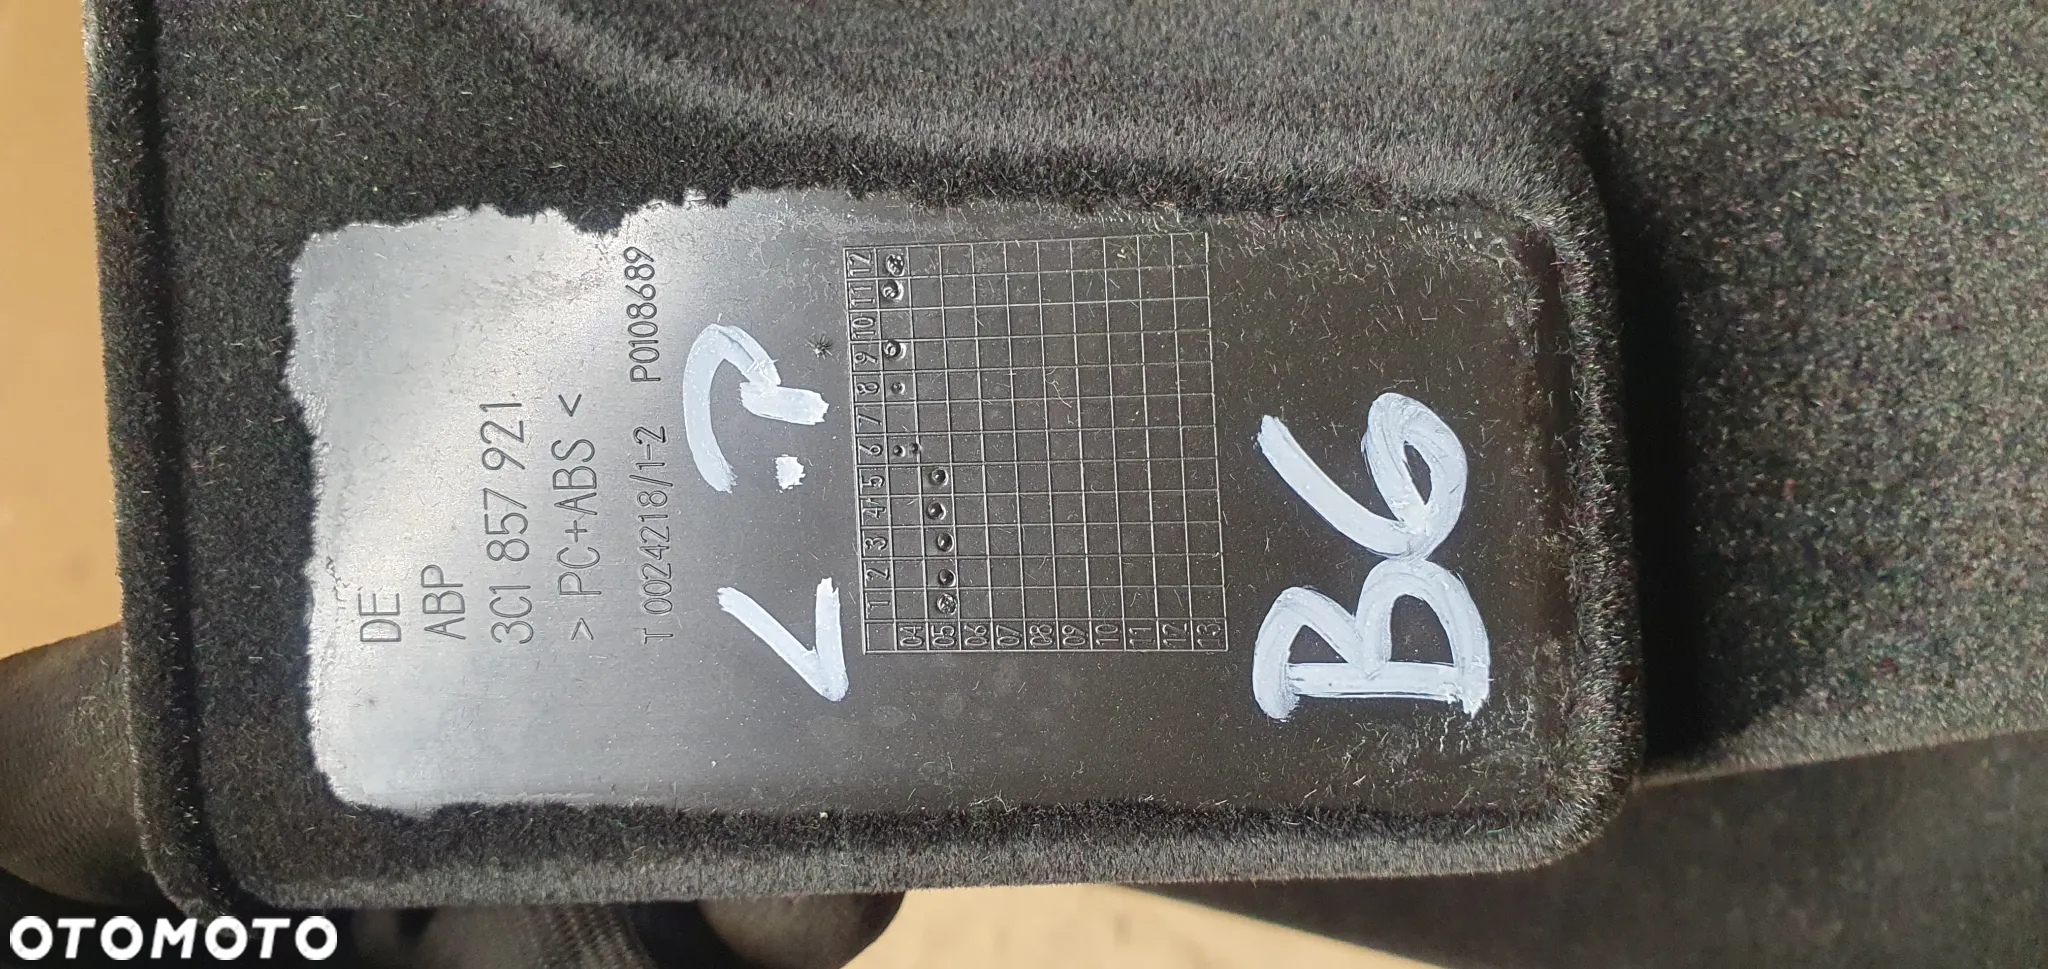 DE
ABP
3C1 857 921
> PC+ABS <
T 0024218/1-2 P0108689
L.P
1 2 3 4 5 6 7 8 9 10 11 12
04
05
06
07
08
09
10
11
12
13
B6
OTOMOTO